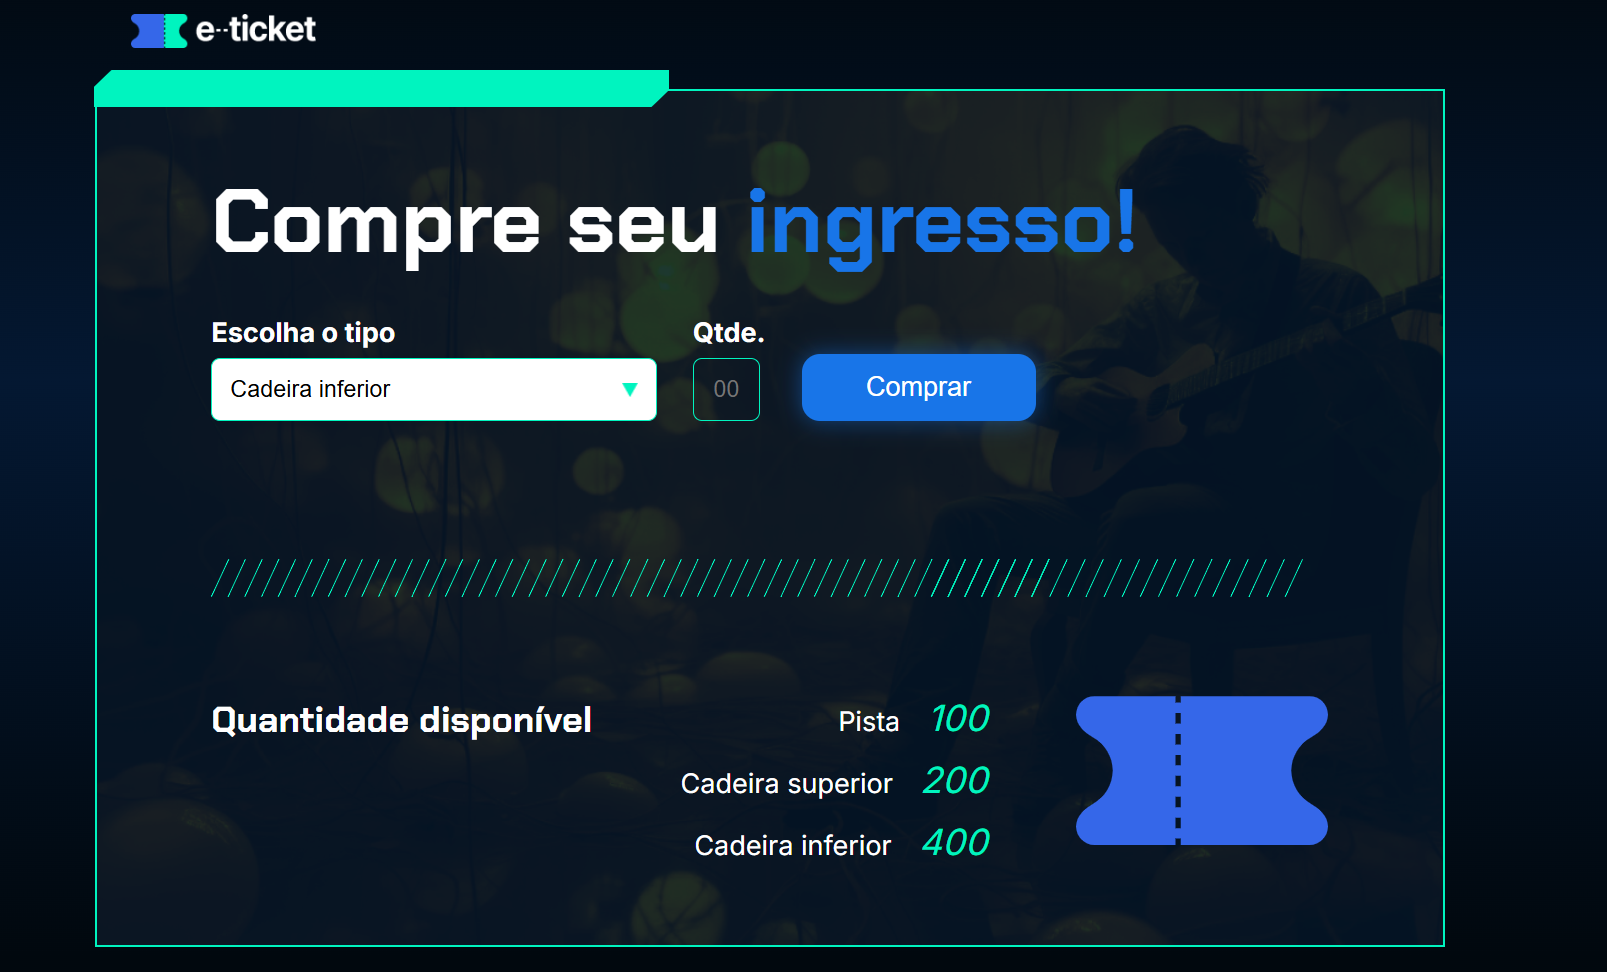 e--ticket
Compre seu ingresso!
Escolha o tipo
Qtde.
Cadeira inferior
00
Comprar
Quantidade disponível
Pista 100
Cadeira superior 200
Cadeira inferior 400